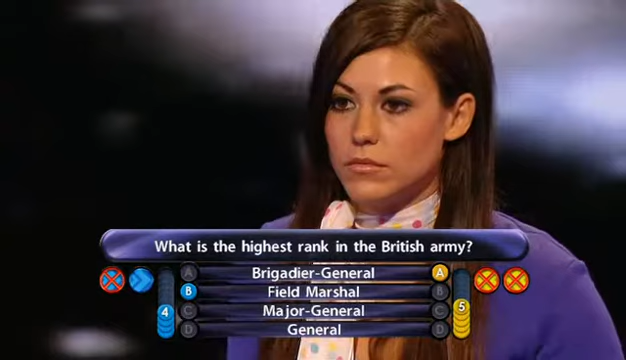 What is the highest rank in the British army?
A Brigadier-General A
B Field Marshal B
4 C Major-General C 5
D General D